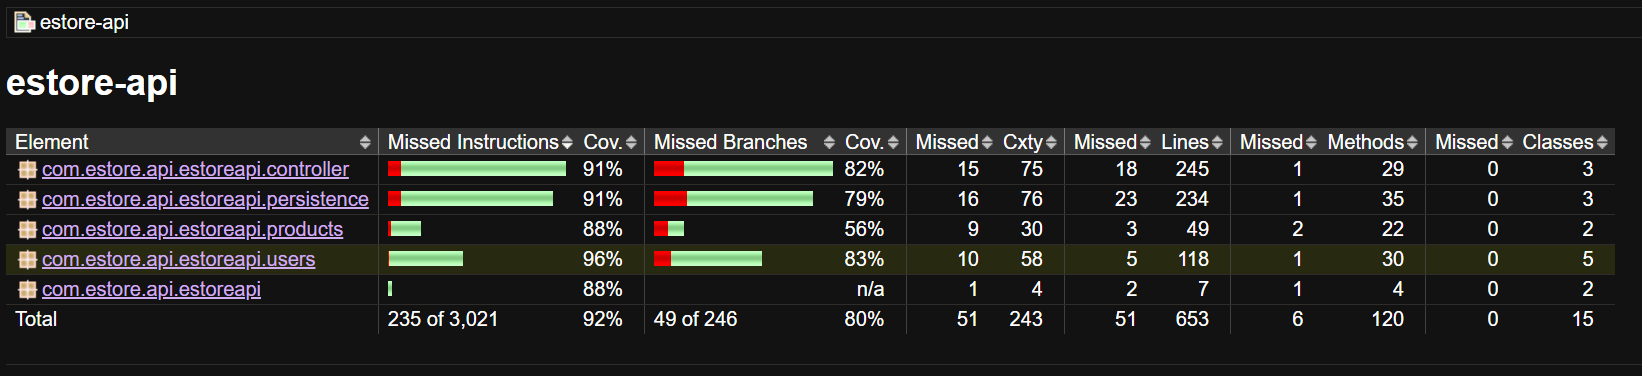 estore-api
estore-api
Element Missed Instructions Cov. Missed Branches Cov. Missed Cxty Missed Lines Missed Methods Missed Classes
com.estore.api.estoreapi.controller 91% 82% 15 75 18 245 1 29 0 3
com.estore.api.estoreapi.persistence 91% 79% 16 76 23 234 1 35 0 3
com.estore.api.estoreapi.products 88% 56% 9 30 3 49 2 22 0 2
com.estore.api.estoreapi.users 96% 83% 10 58 5 118 1 30 0 5
com.estore.api.estoreapi 88% n/a 1 4 2 7 1 4 0 2
Total 235 of 3,021 92% 49 of 246 80% 51 243 51 653 6 120 0 15